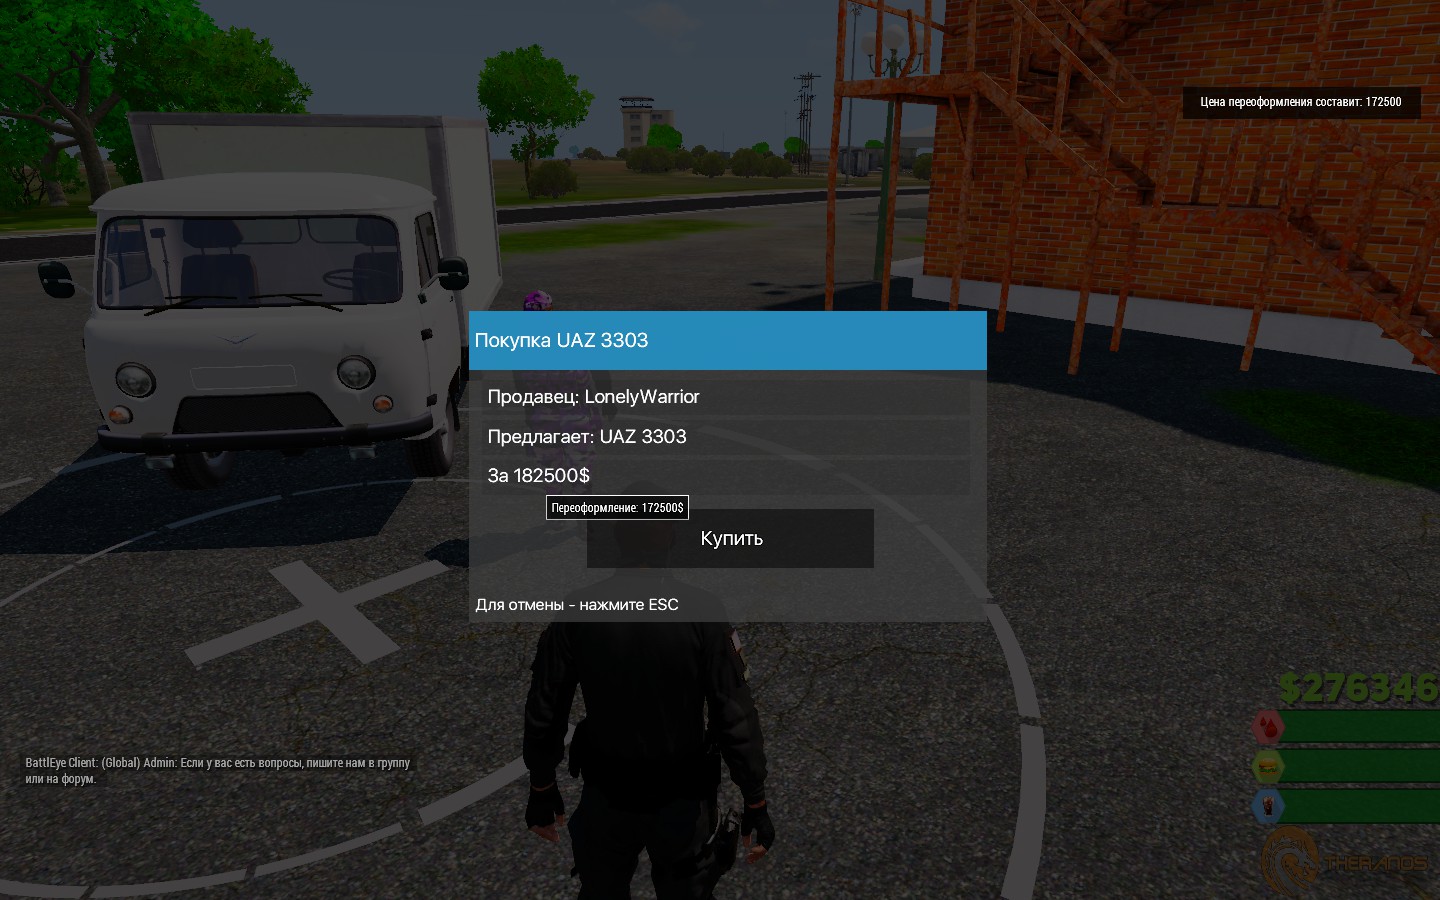 Цена переоформления составит: 172500
Покупка UAZ 3303
Продавец: LonelyWarrior
Предлагает: UAZ 3303
За 182500$
Переоформление: 172500$
Купить
Для отмены - нажмите ESC
$276346
BattlEye Client: (Global) Admin: Если у вас есть вопросы, пишите нам в группу
или на форум.